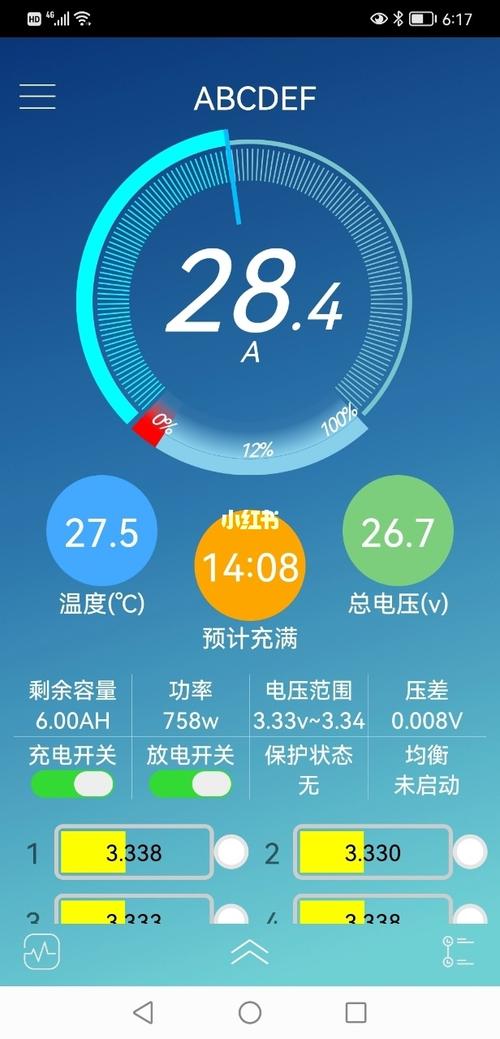 HD 4G 6:17
ABCDEF
28.4
A
0% 12% 100%
27.5 26.7
小红书
14:08
温度(℃) 总电压(v)
预计充满
剩余容量 功率 电压范围 压差
6.00AH 758w 3.33v~3.34 0.008V
充电开关 放电开关 保护状态 均衡
无 未启动
1 3.338 2 3.330
3 3.333 4 3.338